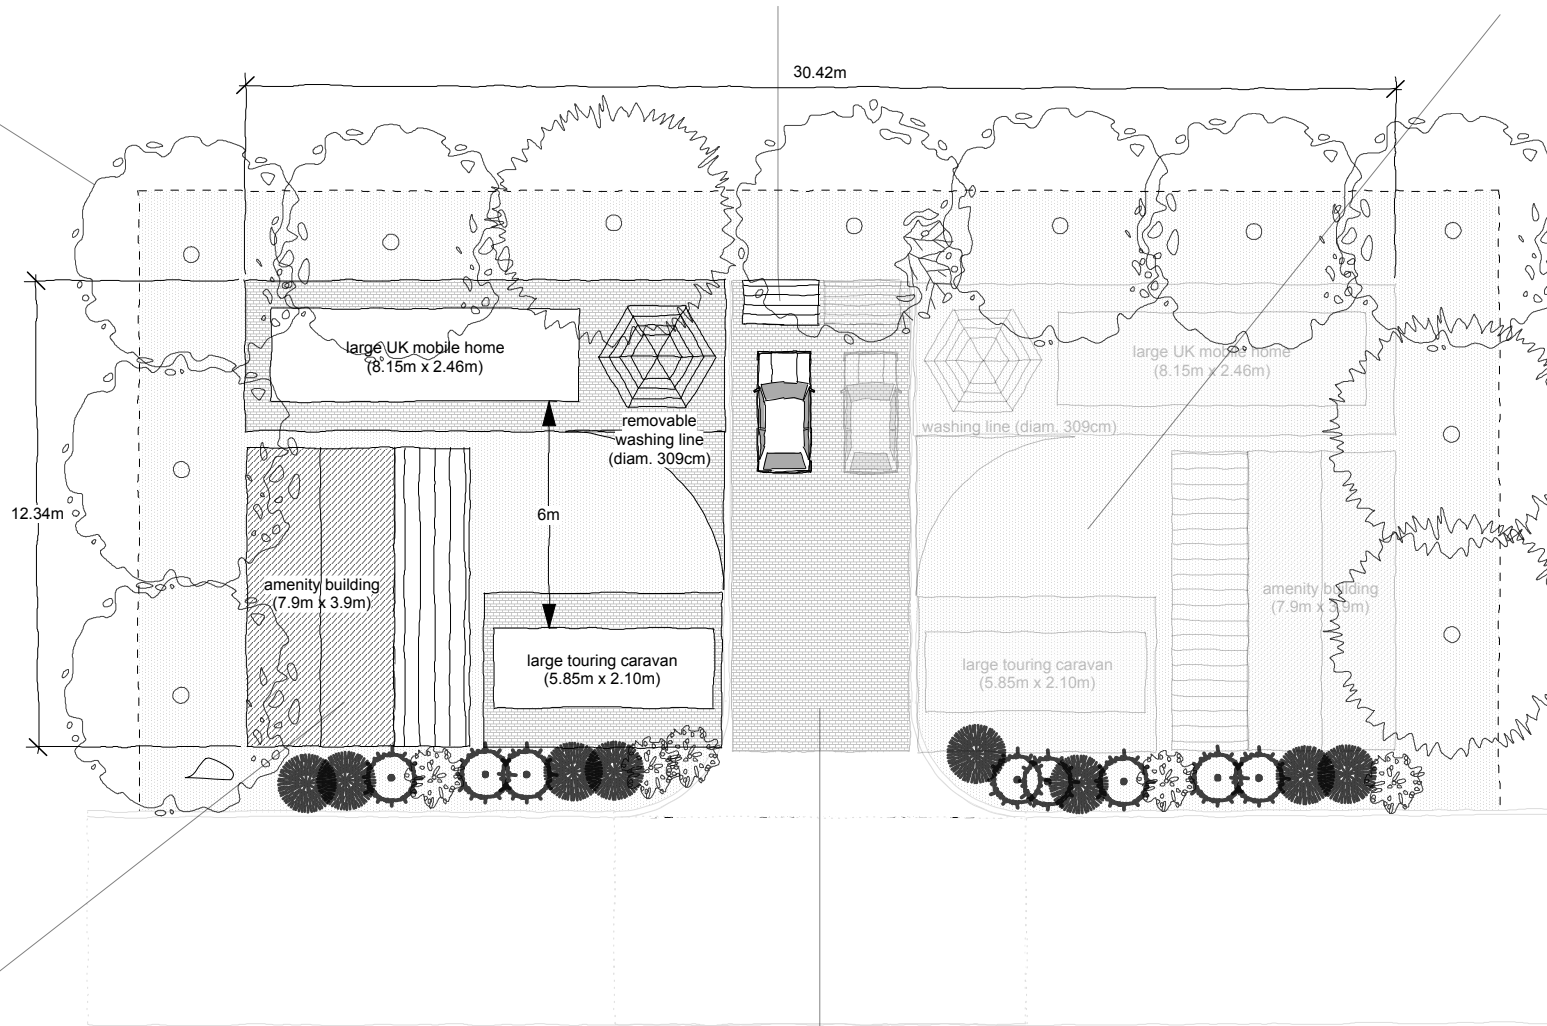 30.42m
large UK mobile home
(8.15m x 2.46m)
large UK mobile home
(8.15m x 2.46m)
removable
washing line
(diam. 309cm)
washing line (diam. 309cm)
12.34m
6m
amenity building
(7.9m x 3.9m)
amenity building
(7.9m x 3.9m)
large touring caravan
(5.85m x 2.10m)
large touring caravan
(5.85m x 2.10m)